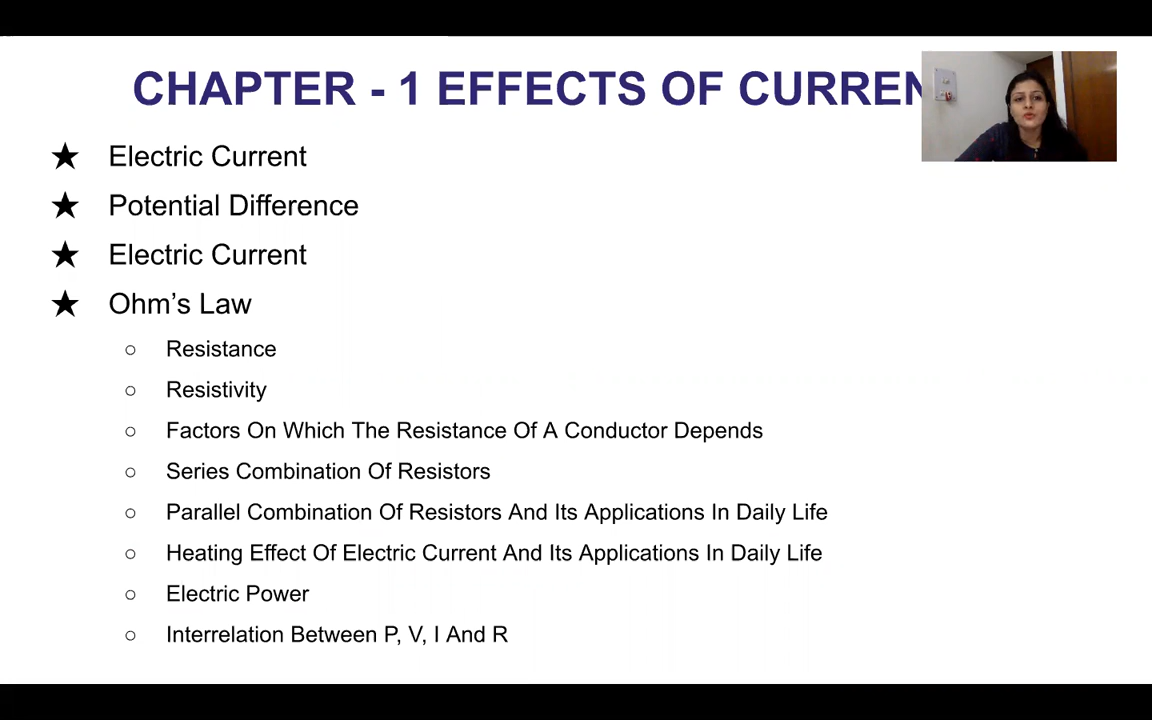 CHAPTER - 1 EFFECTS OF CURREN
★ Electric Current
★ Potential Difference
★ Electric Current
★ Ohm’s Law
○ Resistance
○ Resistivity
○ Factors On Which The Resistance Of A Conductor Depends
○ Series Combination Of Resistors
○ Parallel Combination Of Resistors And Its Applications In Daily Life
○ Heating Effect Of Electric Current And Its Applications In Daily Life
○ Electric Power
○ Interrelation Between P, V, I And R